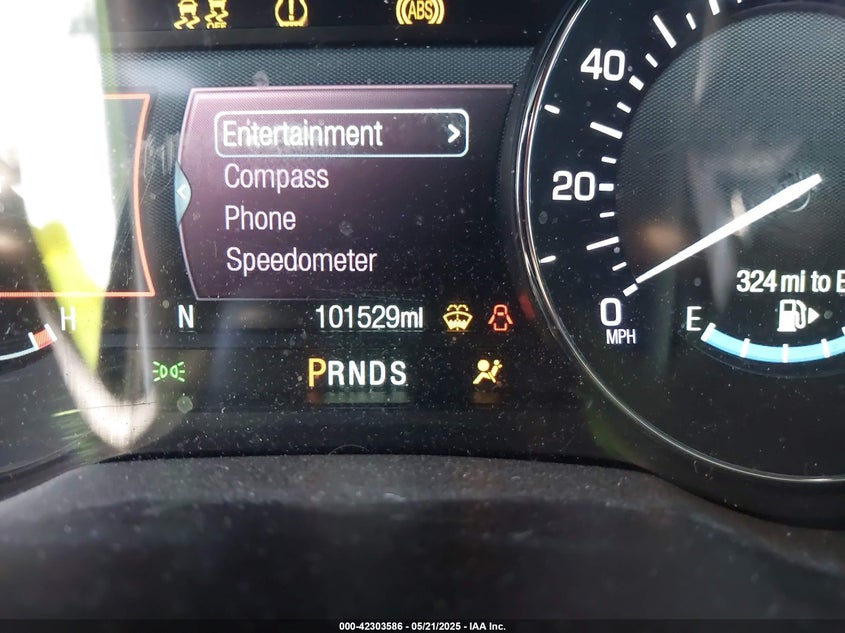 OFF
ABS
Entertainment >
Compass
Phone
Speedometer
40
20
0
MPH
324 mi to E
E
H
N
101529mi
PRNDS
000-42303586 - 05/21/2025 - IAA Inc.